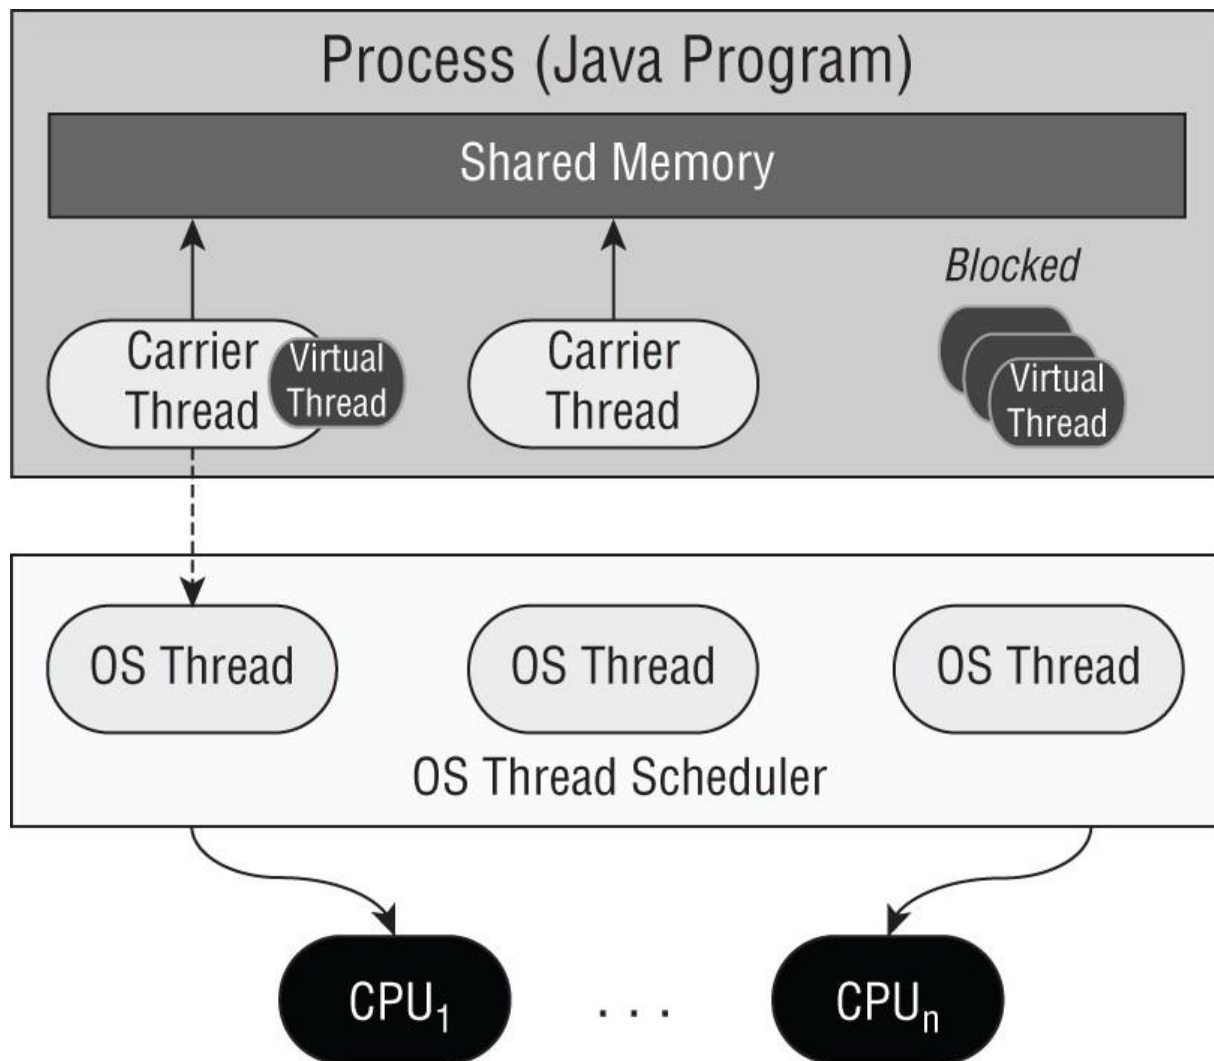 Process (Java Program)
Shared Memory
Blocked
Carrier
Thread
Virtual
Thread
Carrier
Thread
Virtual
Thread
OS Thread
OS Thread
OS Thread
OS Thread Scheduler
CPU₁
. . .
CPUₙ